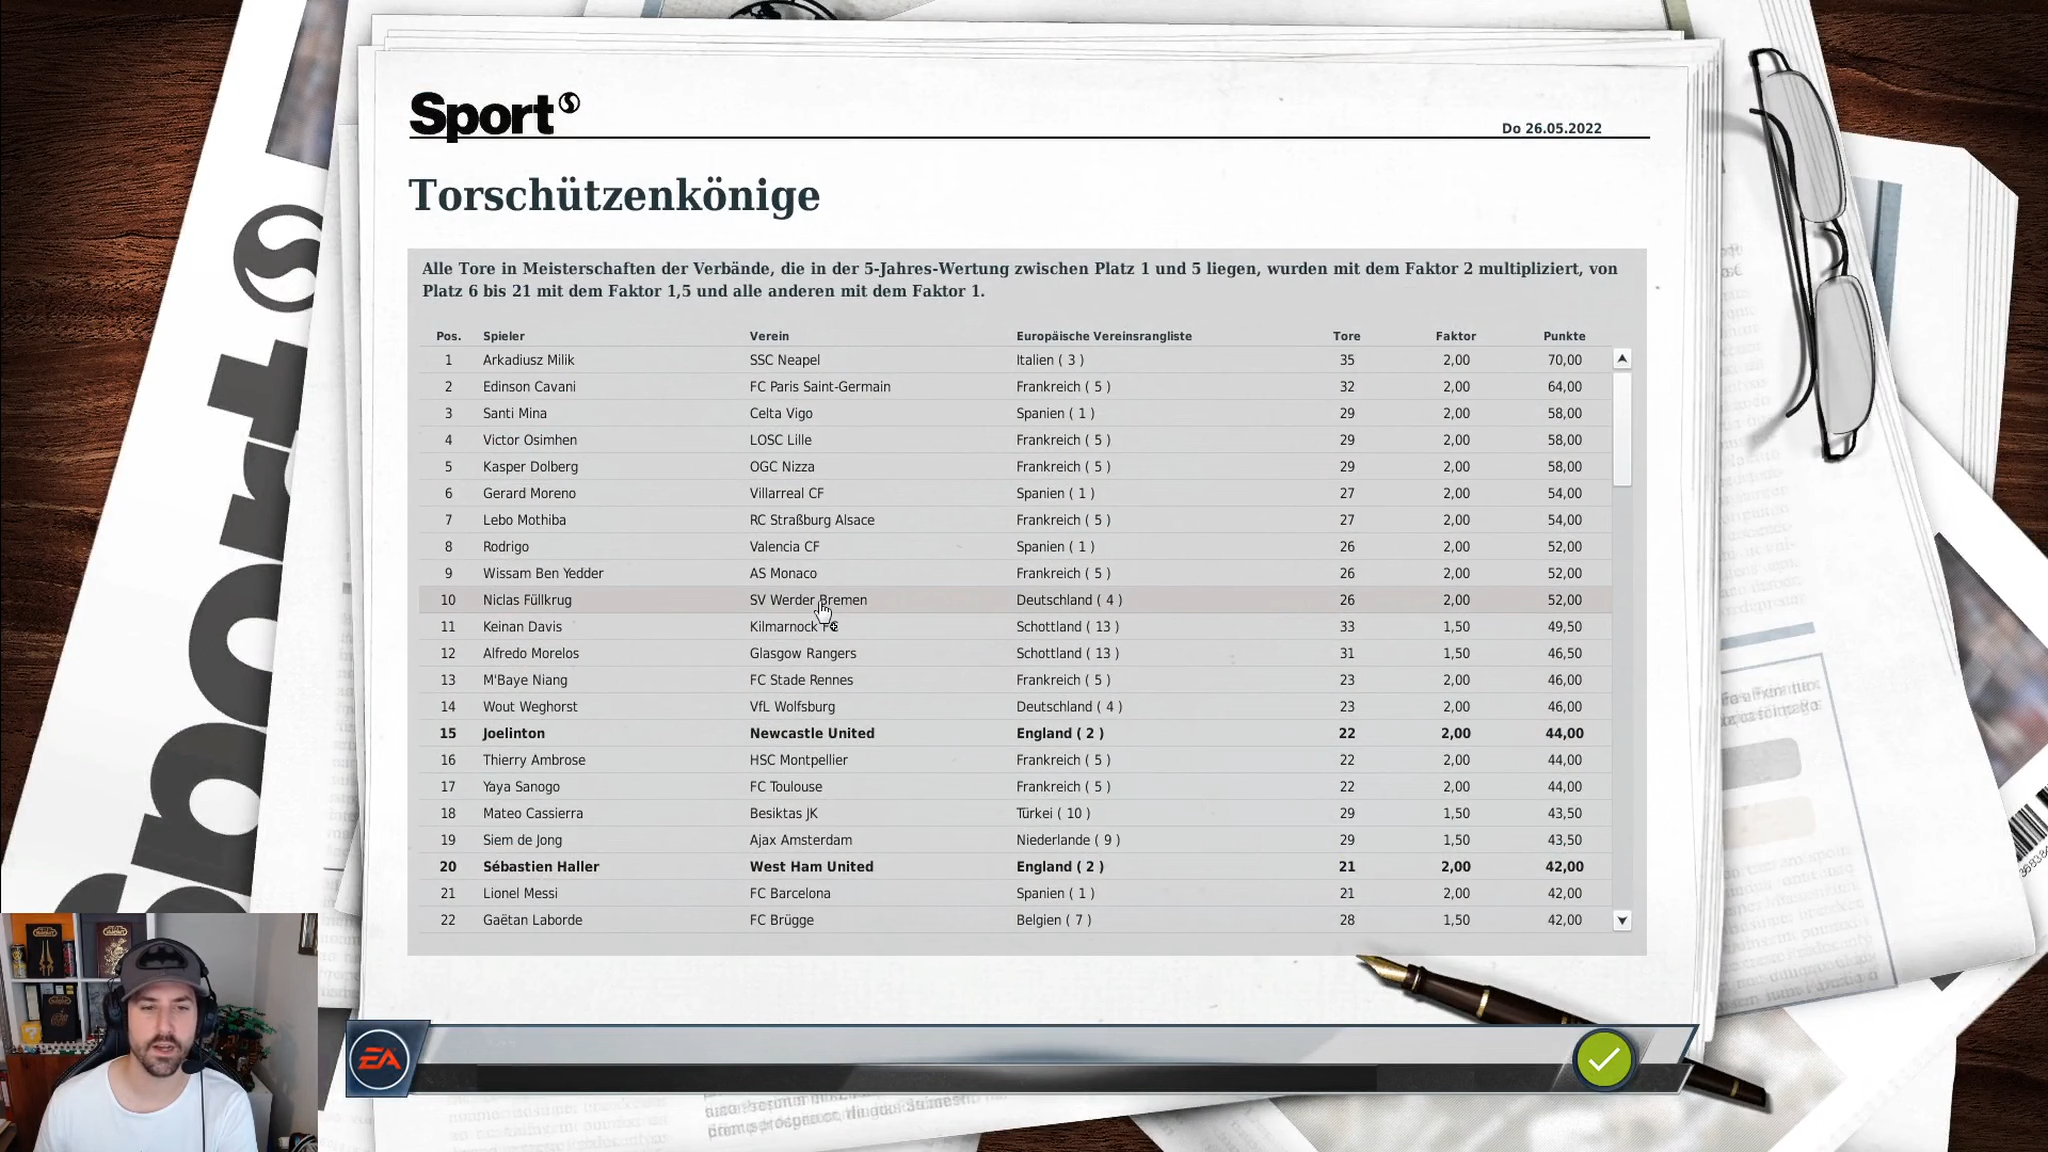 Sport
Do 26.05.2022
Torschützenkönige
Alle Tore in Meisterschaften der Verbände, die in der 5-Jahres-Wertung zwischen Platz 1 und 5 liegen, wurden mit dem Faktor 2 multipliziert, von
Platz 6 bis 21 mit dem Faktor 1,5 und alle anderen mit dem Faktor 1.
Pos. Spieler Verein Europäische Vereinsrangliste Tore Faktor Punkte
1 Arkadiusz Milik SSC Neapel Italien ( 3 ) 35 2,00 70,00
2 Edinson Cavani FC Paris Saint-Germain Frankreich ( 5 ) 32 2,00 64,00
3 Santi Mina Celta Vigo Spanien ( 1 ) 29 2,00 58,00
4 Victor Osimhen LOSC Lille Frankreich ( 5 ) 29 2,00 58,00
5 Kasper Dolberg OGC Nizza Frankreich ( 5 ) 29 2,00 58,00
6 Gerard Moreno Villarreal CF Spanien ( 1 ) 27 2,00 54,00
7 Lebo Mothiba RC Straßburg Alsace Frankreich ( 5 ) 27 2,00 54,00
8 Rodrigo Valencia CF Spanien ( 1 ) 26 2,00 52,00
9 Wissam Ben Yedder AS Monaco Frankreich ( 5 ) 26 2,00 52,00
10 Niclas Füllkrug SV Werder Bremen Deutschland ( 4 ) 26 2,00 52,00
11 Keinan Davis Kilmarnock FC Schottland ( 13 ) 33 1,50 49,50
12 Alfredo Morelos Glasgow Rangers Schottland ( 13 ) 31 1,50 46,50
13 M'Baye Niang FC Stade Rennes Frankreich ( 5 ) 23 2,00 46,00
14 Wout Weghorst VfL Wolfsburg Deutschland ( 4 ) 23 2,00 46,00
15 Joelinton Newcastle United England ( 2 ) 22 2,00 44,00
16 Thierry Ambrose HSC Montpellier Frankreich ( 5 ) 22 2,00 44,00
17 Yaya Sanogo FC Toulouse Frankreich ( 5 ) 22 2,00 44,00
18 Mateo Cassierra Besiktas JK Türkei ( 10 ) 29 1,50 43,50
19 Siem de Jong Ajax Amsterdam Niederlande ( 9 ) 29 1,50 43,50
20 Sébastien Haller West Ham United England ( 2 ) 21 2,00 42,00
21 Lionel Messi FC Barcelona Spanien ( 1 ) 21 2,00 42,00
22 Gaëtan Laborde FC Brügge Belgien ( 7 ) 28 1,50 42,00
EA